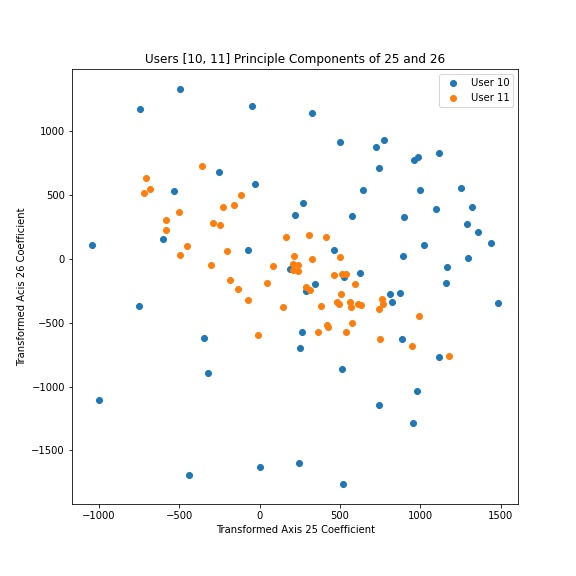 Users [10, 11] Principle Components of 25 and 26
User 10
User 11
1000
500
0
−500
−1000
−1500
Transformed Acis 26 Coefficient
−1000
−500
0
500
1000
1500
Transformed Axis 25 Coefficient